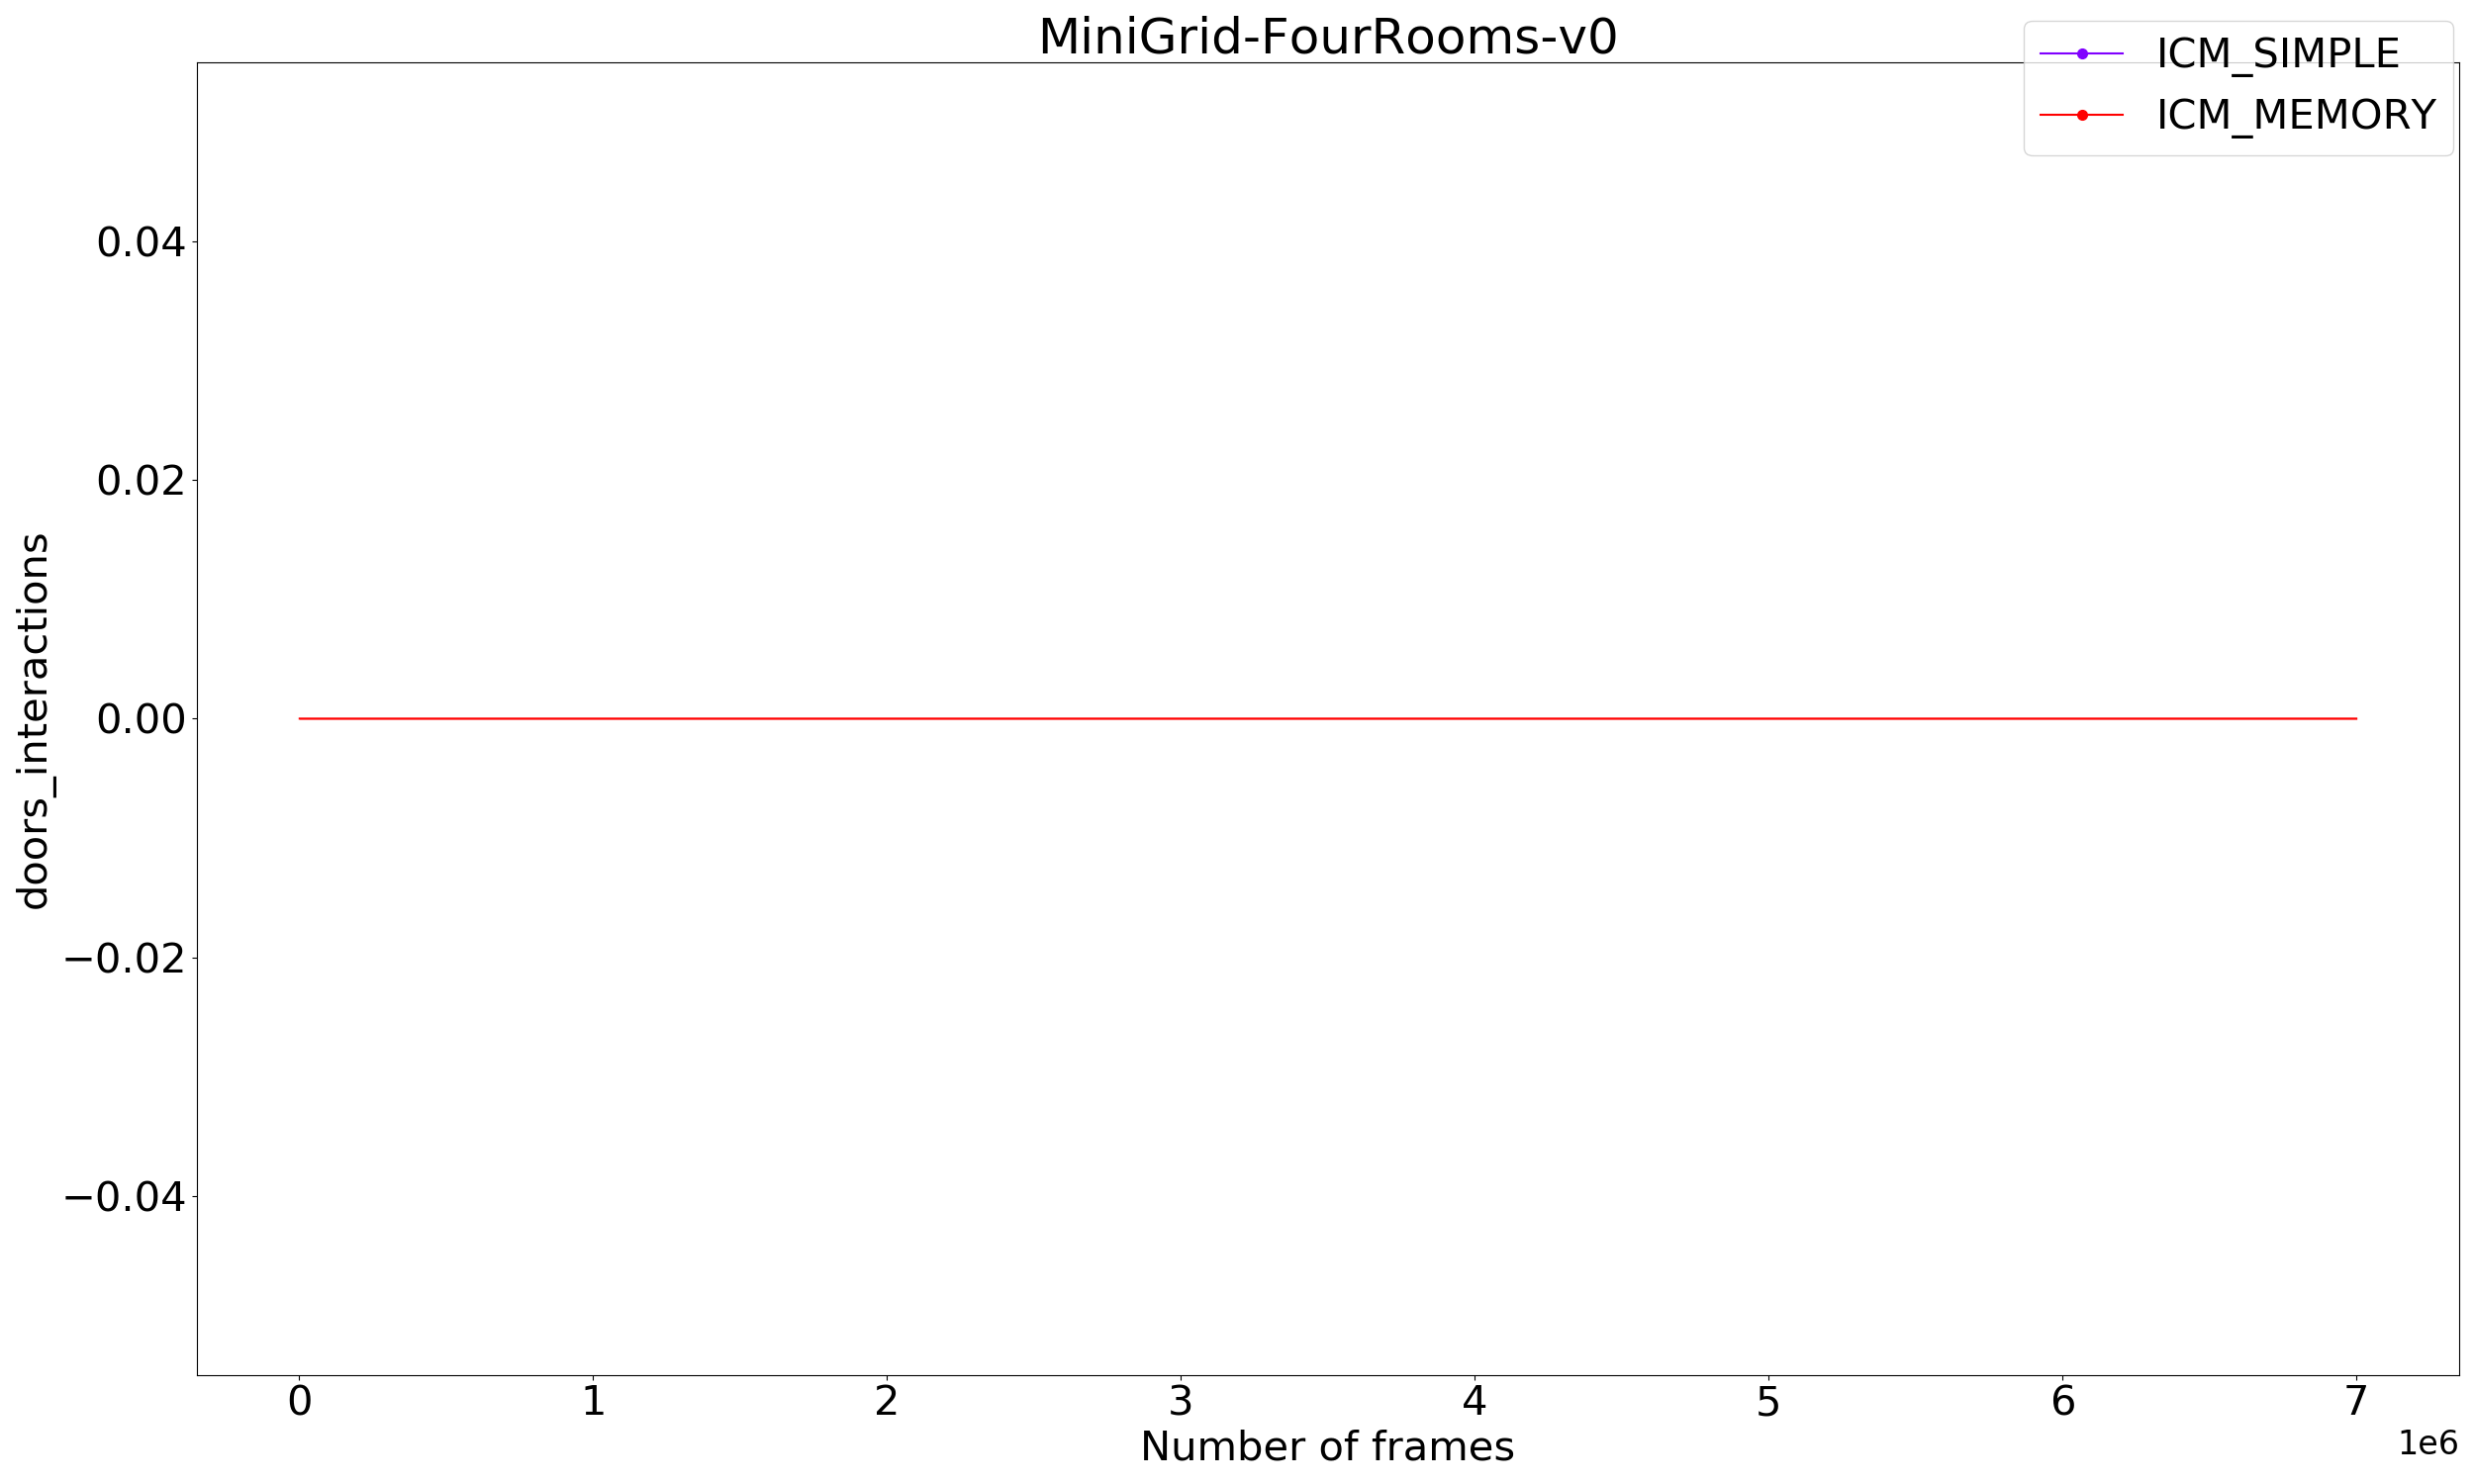 MiniGrid-FourRooms-v0
ICM_SIMPLE
ICM_MEMORY
doors_interactions
0.04
0.02
0.00
−0.02
−0.04
0 1 2 3 4 5 6 7
Number of frames
1e6